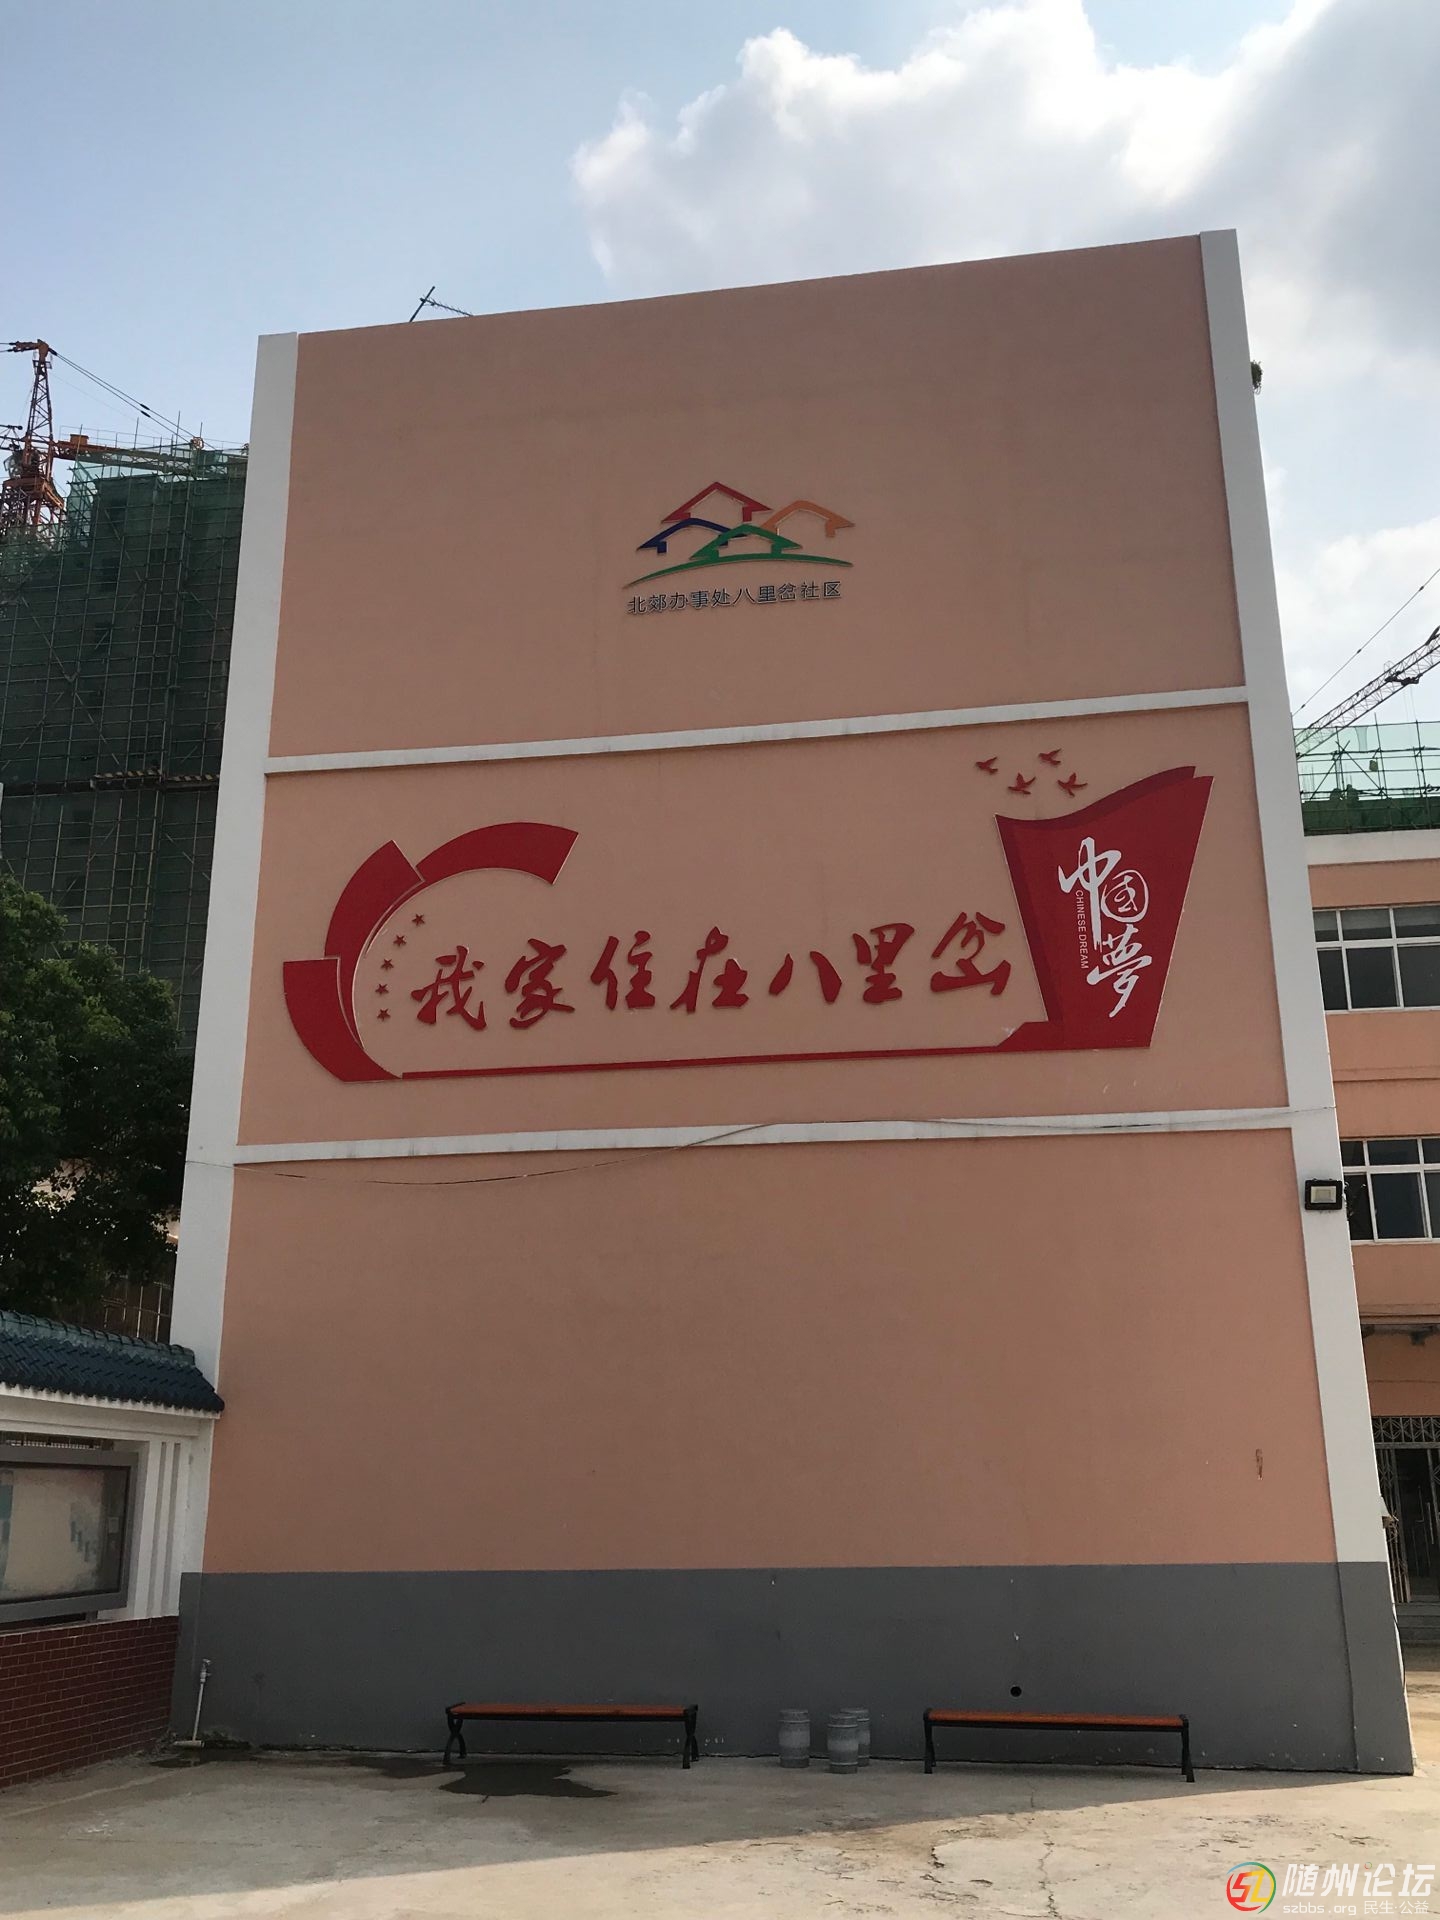 北郊办事处八里岔社区
我家住在八里岔
中国夢
CHINESE DREAM
随州论坛
szbbs.org 民生·公益